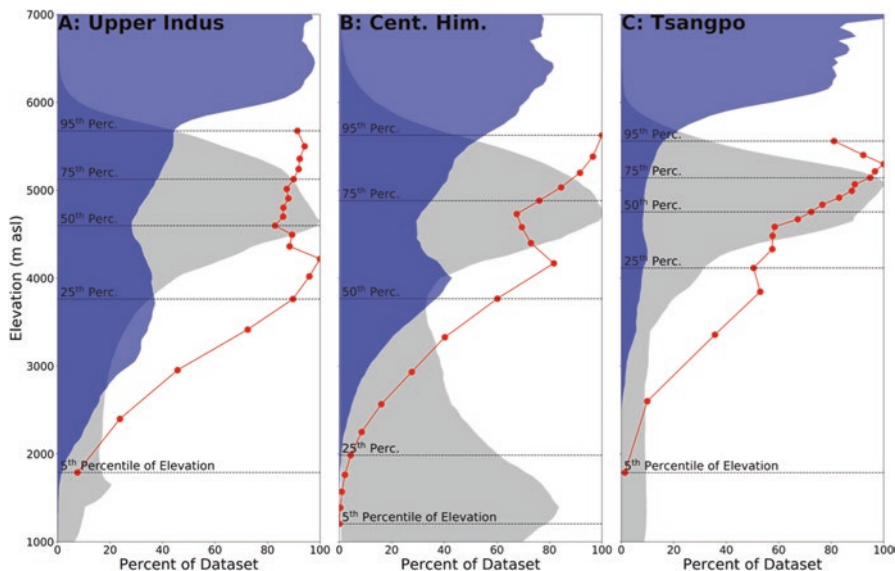 A: Upper Indus
B: Cent. Him.
C: Tsangpo
Elevation (m asl)
7000
6000
5000
4000
3000
2000
1000
95th Perc.
75th Perc.
50th Perc.
25th Perc.
5th Percentile of Elevation
0 20 40 60 80 100
Percent of Dataset
95th Perc.
75th Perc.
50th Perc.
25th Perc.
5th Percentile of Elevation
0 20 40 60 80 100
Percent of Dataset
95th Perc.
75th Perc.
50th Perc.
25th Perc.
5th Percentile of Elevation
0 20 40 60 80 100
Percent of Dataset